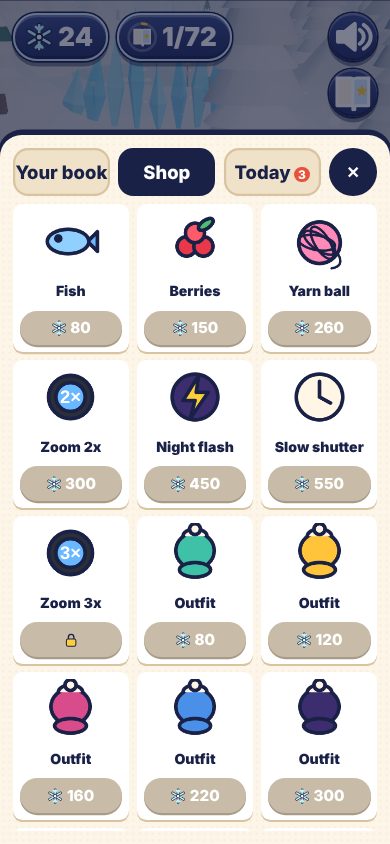 24
1/72
Your book
Shop
Today 3
×
Fish
Berries
Yarn ball
80
150
260
2×
Zoom 2x
Night flash
Slow shutter
300
450
550
3×
Zoom 3x
Outfit
Outfit
80
120
Outfit
Outfit
Outfit
160
220
300